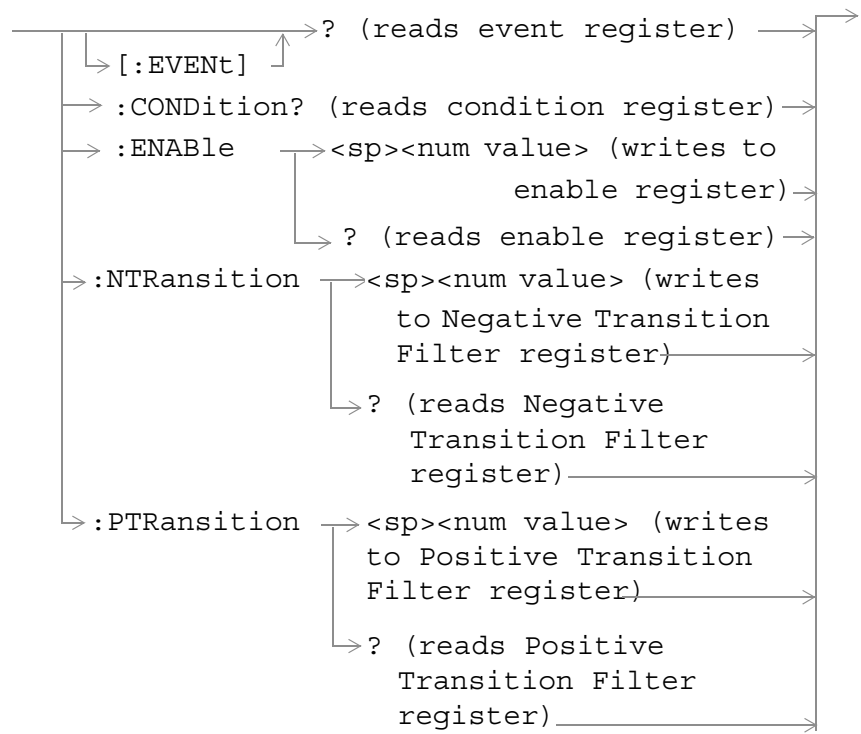 ? (reads event register)
[:EVENt]
:CONDition? (reads condition register)
:ENABle <sp><num value> (writes to
enable register)
? (reads enable register)
:NTRansition <sp><num value> (writes
to Negative Transition
Filter register)
? (reads Negative
Transition Filter
register)
:PTRansition <sp><num value> (writes
to Positive Transition
Filter register)
? (reads Positive
Transition Filter
register)